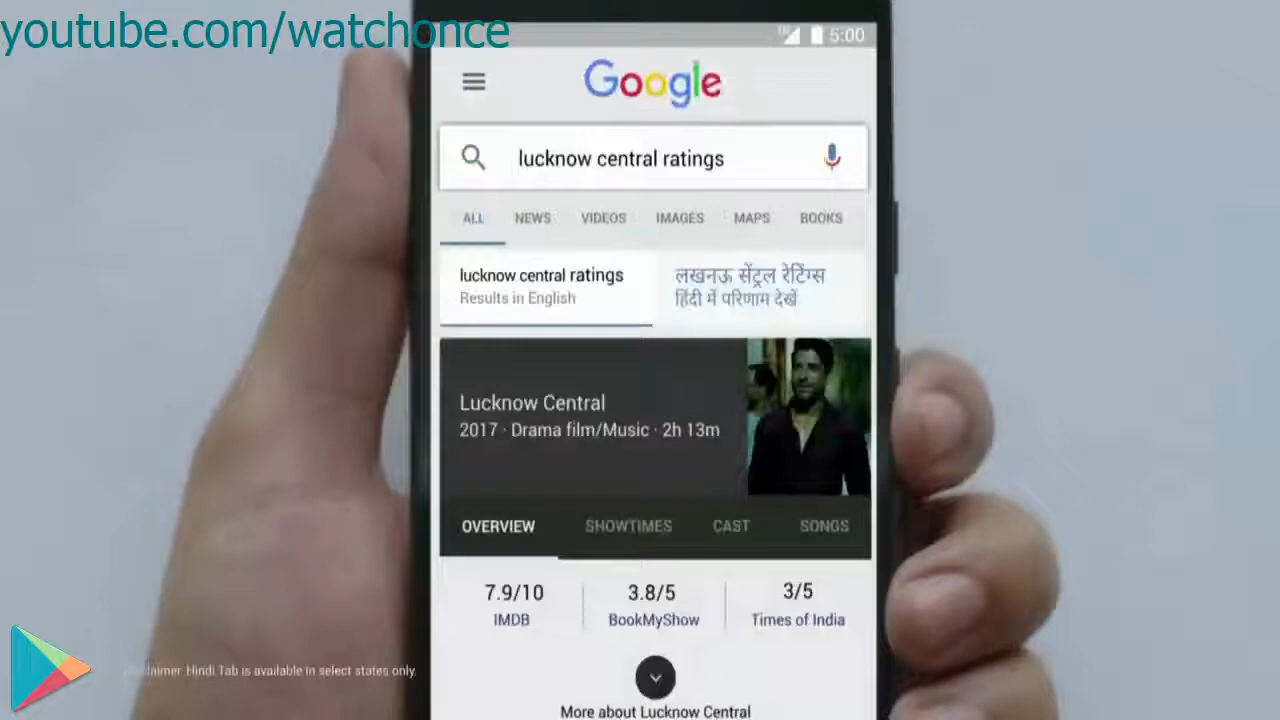 youtube.com/watchonce
5:00
Google
lucknow central ratings
ALL NEWS VIDEOS IMAGES MAPS BOOKS
lucknow central ratings
Results in English
लखनऊ सेंट्रल रेटिंग्स
हिंदी में परिणाम देखें
Lucknow Central
2017 · Drama film/Music · 2h 13m
OVERVIEW SHOWTIMES CAST SONGS
7.9/10 3.8/5 3/5
IMDB BookMyShow Times of India
Hindi Tab is available in select states only.
More about Lucknow Central